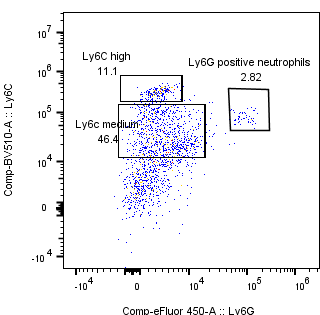 10^7
Ly6C high
11.1
Ly6G positive neutrophils
2.82
10^6
10^5
Ly6c medium
46.4
10^4
0
-10^4
Comp-BV510-A :: Ly6C
-10^4 0 10^4 10^5 10^6
Comp-eFluor 450-A :: Ly6G